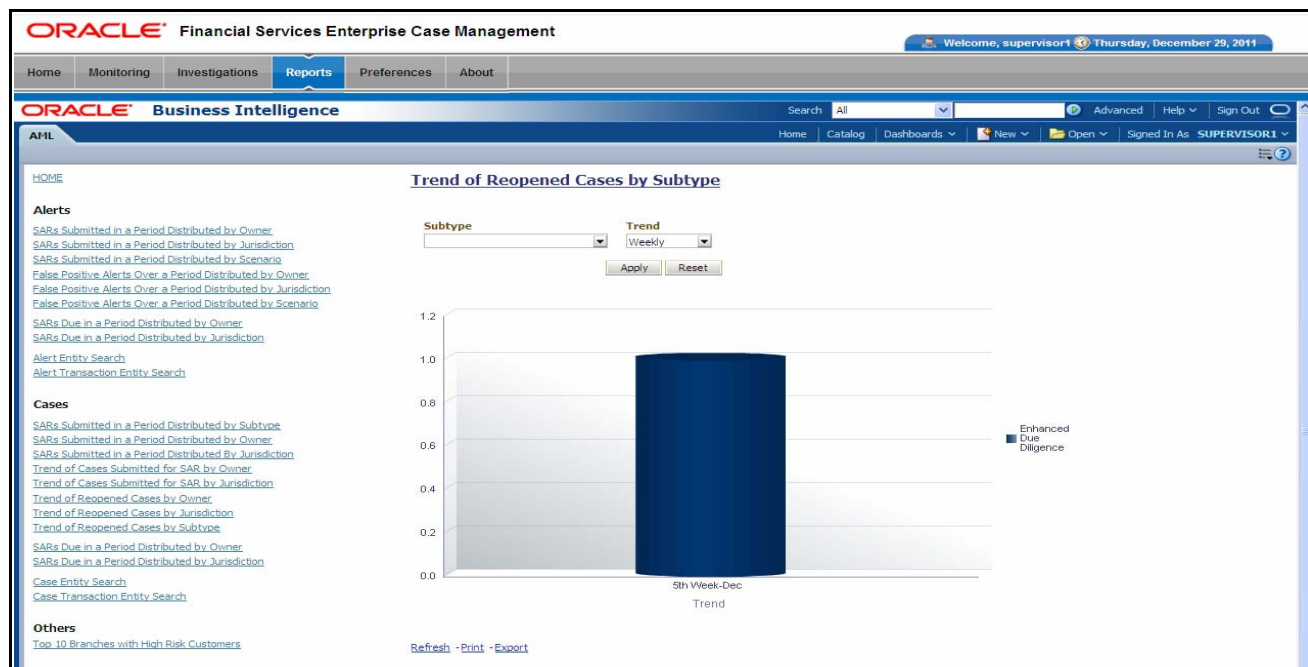 ORACLE® Financial Services Enterprise Case Management
Welcome, supervisor1 Thursday, December 29, 2011
Home Monitoring Investigations Reports Preferences About
ORACLE® Business Intelligence
Search All Advanced Help Sign Out
AML
Home Catalog Dashboards New Open Signed In As SUPERVISOR1
HOME
Alerts
SARs Submitted in a Period Distributed by Owner
SARs Submitted in a Period Distributed by Jurisdiction
SARs Submitted in a Period Distributed by Scenario
False Positive Alerts Over a Period Distributed by Owner
False Positive Alerts Over a Period Distributed by Jurisdiction
False Positive Alerts Over a Period Distributed by Scenario
SARs Due in a Period Distributed by Owner
SARs Due in a Period Distributed by Jurisdiction
Alert Entity Search
Alert Transaction Entity Search
Cases
SARs Submitted in a Period Distributed by Subtype
SARs Submitted in a Period Distributed by Owner
SARs Submitted in a Period Distributed By Jurisdiction
Trend of Cases Submitted for SAR by Owner
Trend of Cases Submitted for SAR by Jurisdiction
Trend of Reopened Cases by Owner
Trend of Reopened Cases by Jurisdiction
Trend of Reopened Cases by Subtype
SARs Due in a Period Distributed by Owner
SARs Due in a Period Distributed by Jurisdiction
Case Entity Search
Case Transaction Entity Search
Others
Top 10 Branches with High Risk Customers
Trend of Reopened Cases by Subtype
Subtype Trend
Weekly
Apply Reset
1.2
1.0
0.8
0.6
0.4
0.2
0.0
5th Week-Dec
Trend
Enhanced
Due
Diligence
Refresh - Print - Export